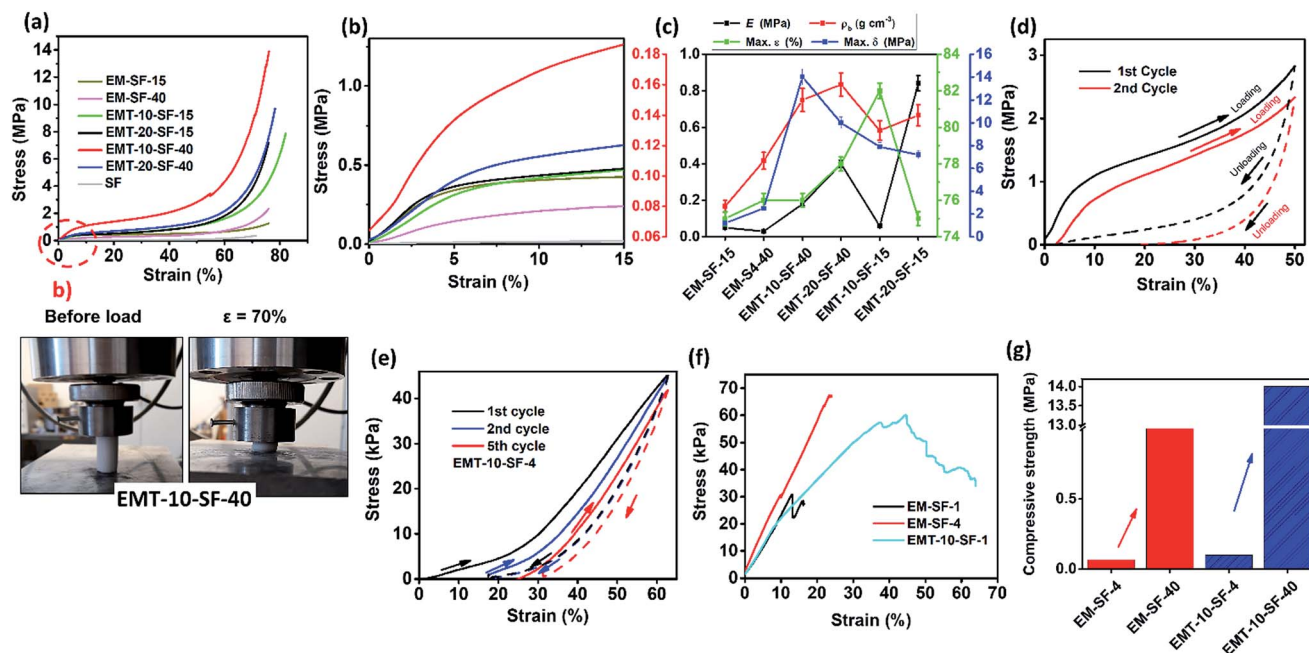 (a)
14
12
10
8
6
4
2
0
Stress (MPa)
EM-SF-15
EM-SF-40
EMT-10-SF-15
EMT-20-SF-15
EMT-10-SF-40
EMT-20-SF-40
SF
0 20 40 60 80
Strain (%)
b)
(b)
1.0
0.5
0.0
Stress (MPa)
0 5 10 15
Strain (%)
0.18
0.16
0.14
0.12
0.10
0.08
0.06
(c)
E (MPa)
ρb (g cm-3)
Max. ε (%)
Max. δ (MPa)
1.0
0.8
0.6
0.4
0.2
0.0
82
80
78
76
74
16
14
12
10
8
6
4
2
0
EM-SF-15
EM-S4-40
EMT-10-SF-40
EMT-20-SF-40
EMT-10-SF-15
EMT-20-SF-15
(d)
3
2
1
0
Stress (MPa)
1st Cycle
2nd Cycle
Loading
Loading
Unloading
Unloading
0 10 20 30 40 50
Strain (%)
Before load
ε = 70%
EMT-10-SF-40
(e)
40
30
20
10
0
Stress (kPa)
1st cycle
2nd cycle
5th cycle
EMT-10-SF-4
0 10 20 30 40 50 60
Strain (%)
(f)
75
70
60
50
40
30
20
10
0
Stress (kPa)
EM-SF-1
EM-SF-4
EMT-10-SF-1
0 10 20 30 40 50 60 70
Strain (%)
(g)
14.0
13.5
13.0
0.5
0.0
Compressive strength (MPa)
EM-SF-4
EM-SF-40
EMT-10-SF-4
EMT-10-SF-40